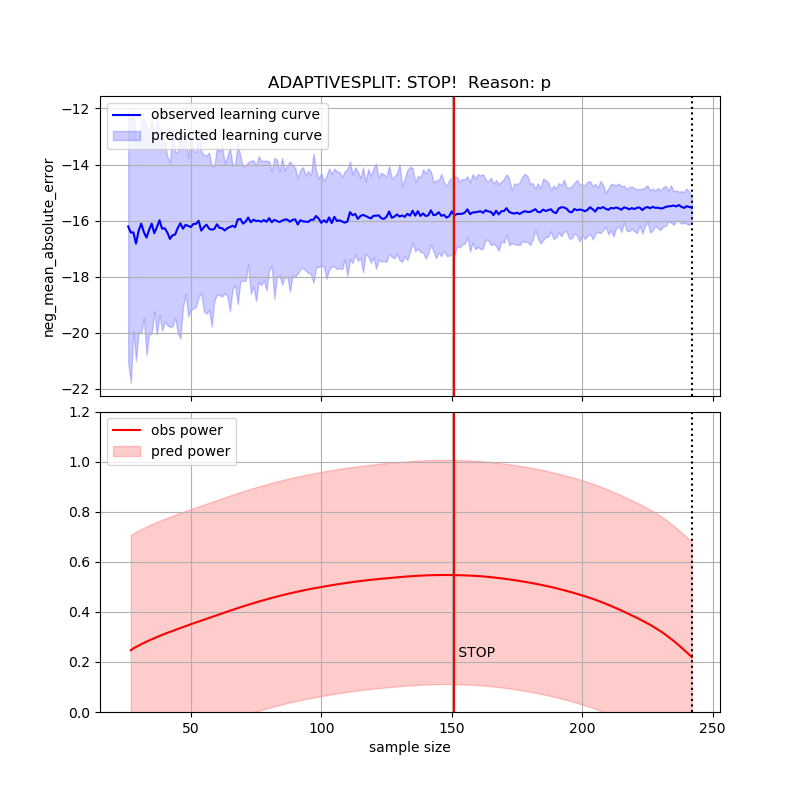 ADAPTIVESPLIT: STOP!  Reason: p
observed learning curve
predicted learning curve
neg_mean_absolute_error
−12
−14
−16
−18
−20
−22
obs power
pred power
1.2
1.0
0.8
0.6
0.4
0.2
0.0
STOP
50 100 150 200 250
sample size